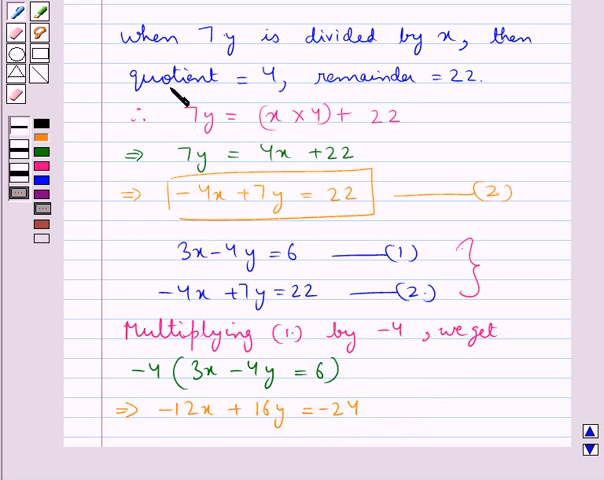 when 7y is divided by x, then
quotient = 4, remainder = 22.
∴ 7y = (x × 4) + 22
⇒ 7y = 4x + 22
⇒ -4x + 7y = 22 ——(2)
3x - 4y = 6 ——(1)
-4x + 7y = 22 ——(2.)
Multiplying (1.) by -4, we get
-4 (3x - 4y = 6)
⇒ -12x + 16y = -24